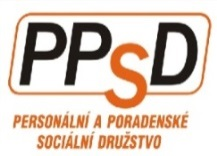 PPSD
PERSONÁLNÍ A PORADENSKÉ
SOCIÁLNÍ DRUŽSTVO